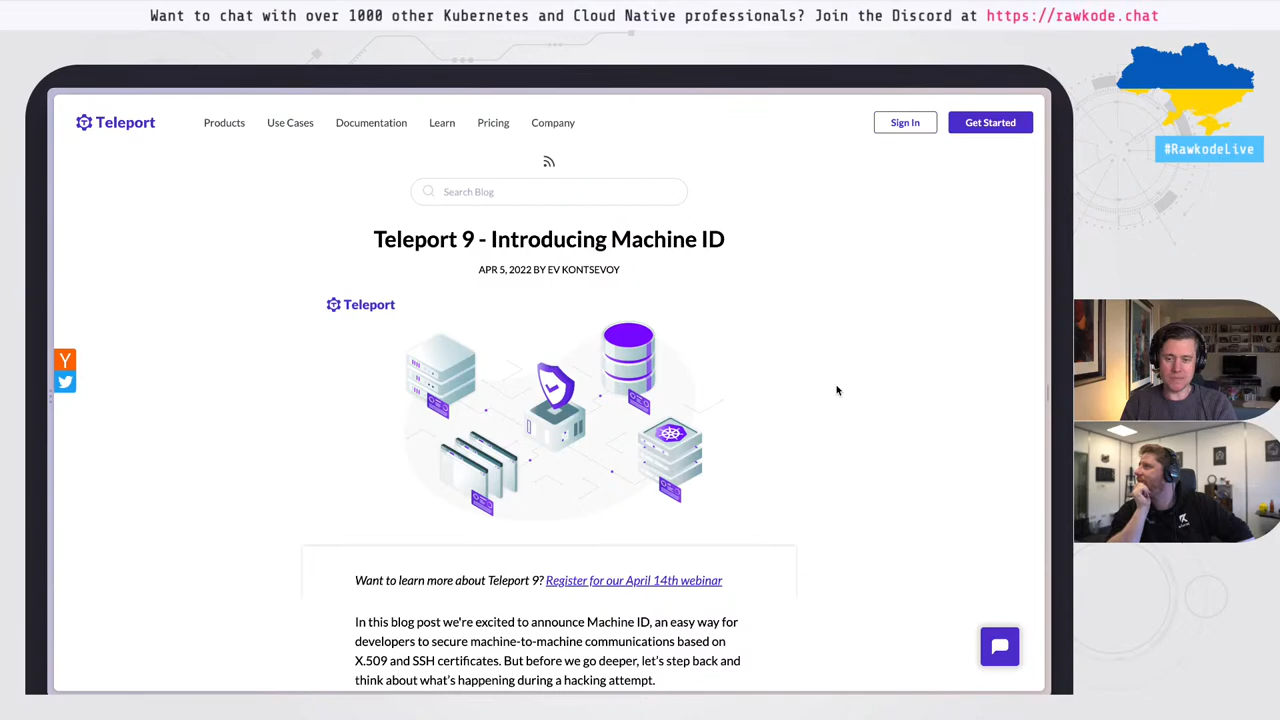 Want to chat with over 1000 other Kubernetes and Cloud Native professionals? Join the Discord at https://rawkode.chat
#RawkodeLive
Teleport
Products
Use Cases
Documentation
Learn
Pricing
Company
Sign In
Get Started
Search Blog
Teleport 9 - Introducing Machine ID
APR 5, 2022 BY EV KONTSEVOY
Teleport
Y
Want to learn more about Teleport 9? Register for our April 14th webinar
In this blog post we're excited to announce Machine ID, an easy way for
developers to secure machine-to-machine communications based on
X.509 and SSH certificates. But before we go deeper, let's step back and
think about what's happening during a hacking attempt.